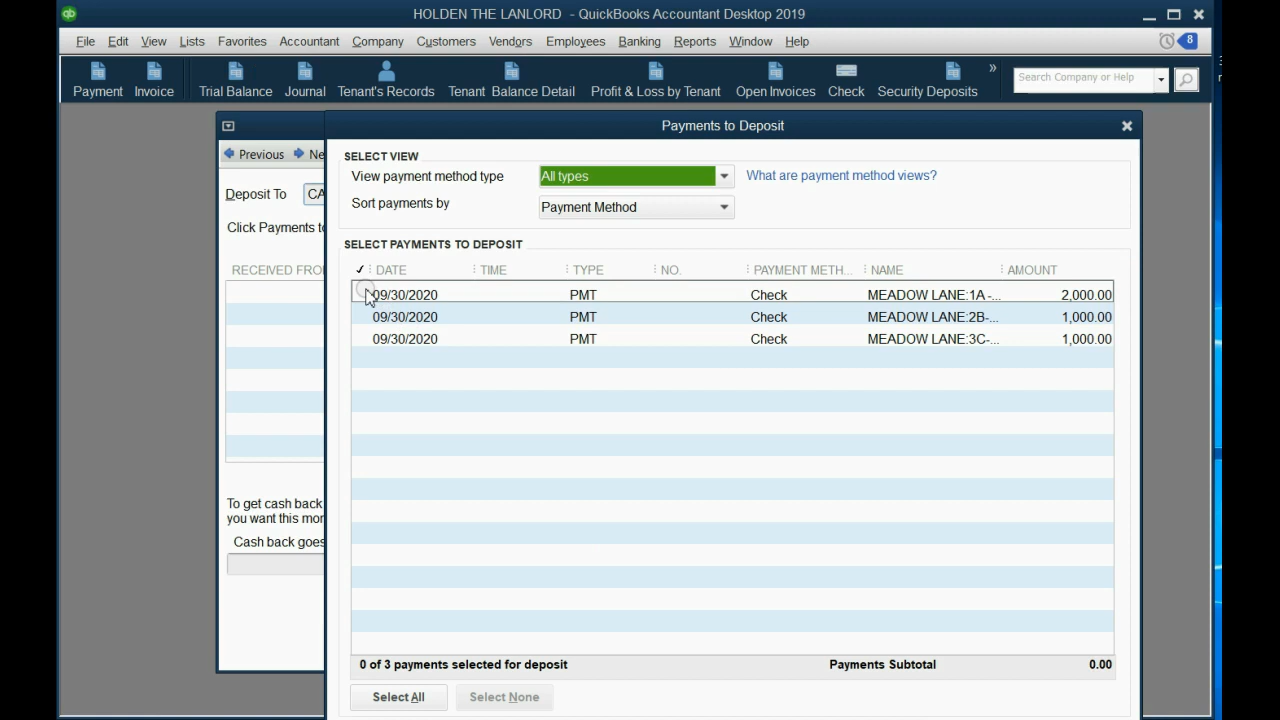 HOLDEN THE LANLORD - QuickBooks Accountant Desktop 2019
File Edit View Lists Favorites Accountant Company Customers Vendors Employees Banking Reports Window Help 8
Payment Invoice Trial Balance Journal Tenant's Records Tenant Balance Detail Profit & Loss by Tenant Open Invoices Check Security Deposits » Search Company or Help
Payments to Deposit
Previous Ne
Deposit To CA
Click Payments to
RECEIVED FRO
To get cash back
you want this mor
Cash back goes
SELECT VIEW
View payment method type All types What are payment method views?
Sort payments by Payment Method
SELECT PAYMENTS TO DEPOSIT
✓ DATE TIME TYPE NO. PAYMENT METH... NAME AMOUNT
09/30/2020 PMT Check MEADOW LANE:1A -... 2,000.00
09/30/2020 PMT Check MEADOW LANE:2B-... 1,000.00
09/30/2020 PMT Check MEADOW LANE:3C-... 1,000.00
0 of 3 payments selected for deposit Payments Subtotal 0.00
Select All Select None